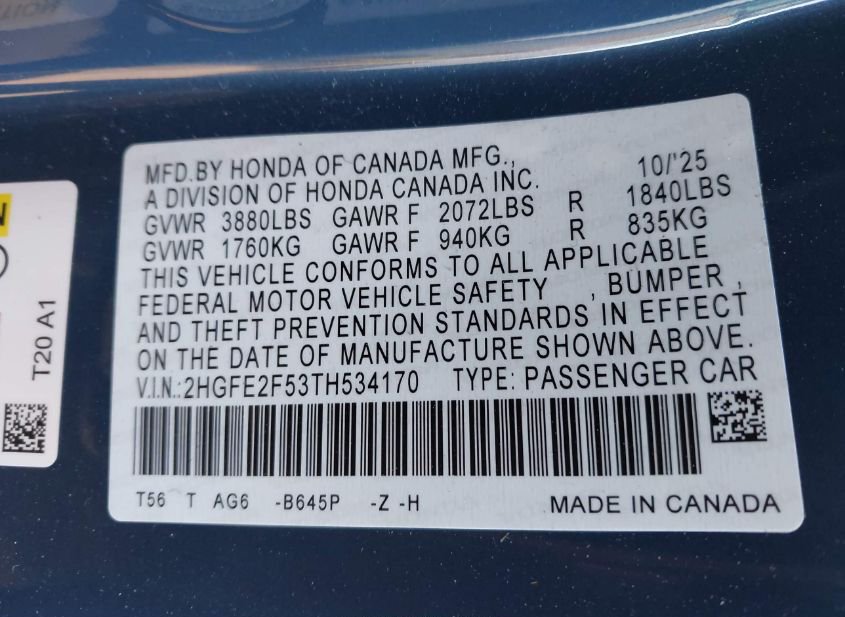 MFD.BY HONDA OF CANADA MFG., 10/'25
A DIVISION OF HONDA CANADA INC.
GVWR 3880LBS GAWR F 2072LBS R 1840LBS
GVWR 1760KG GAWR F 940KG R 835KG
THIS VEHICLE CONFORMS TO ALL APPLICABLE
FEDERAL MOTOR VEHICLE SAFETY , BUMPER ,
AND THEFT PREVENTION STANDARDS IN EFFECT
ON THE DATE OF MANUFACTURE SHOWN ABOVE.
V.I.N.:2HGFE2F53TH534170 TYPE: PASSENGER CAR
T56 T AG6 -B645P -Z -H MADE IN CANADA
T20 A1